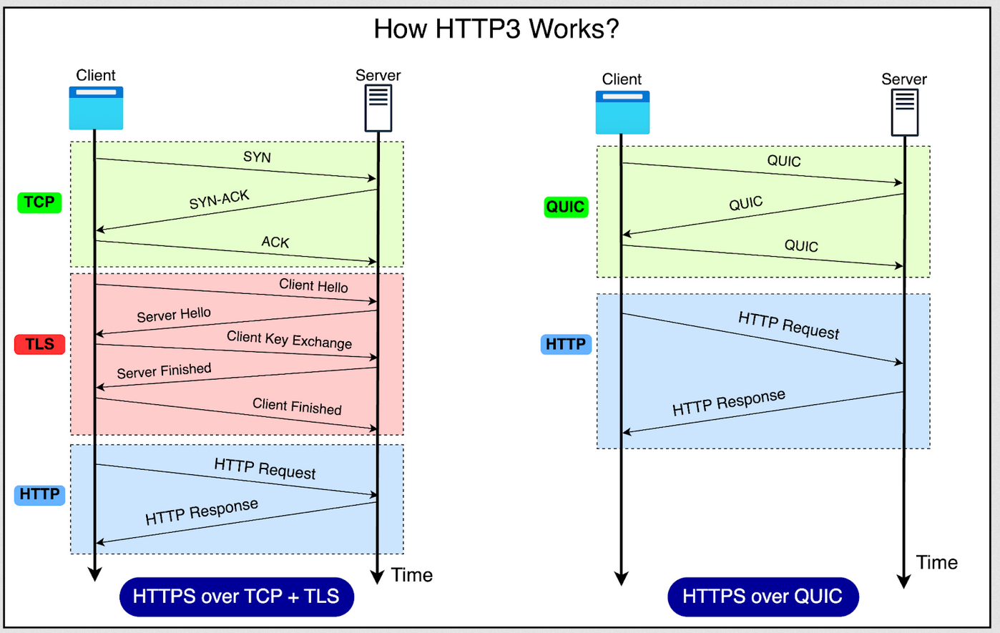 How HTTP3 Works?
Client
Server
TCP
SYN
SYN-ACK
ACK
TLS
Client Hello
Server Hello
Client Key Exchange
Server Finished
Client Finished
HTTP
HTTP Request
HTTP Response
Time
HTTPS over TCP + TLS
Client
Server
QUIC
QUIC
QUIC
QUIC
HTTP
HTTP Request
HTTP Response
Time
HTTPS over QUIC